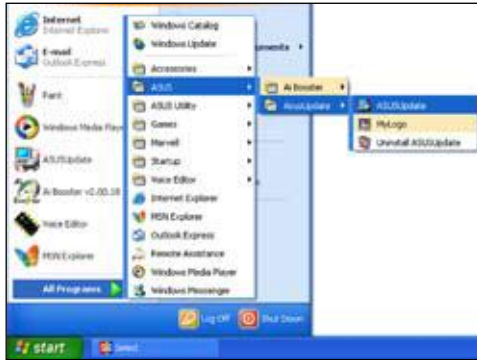 Internet
Internet Explorer
E-mail
Outlook Express
Paint
Windows Media Play
ASUSUpdate
Ai Booster v2.00.18
Voice Editor
MSN Explorer
All Programs
Windows Catalog
Windows Update
Accessories
ASUS
ASUS Utility
Games
Marvell
Startup
Voice Editor
Internet Explorer
MSN Explorer
Outlook Express
Remote Assistance
Windows Media Player
Windows Messenger
uments
Ai Booster
AsusUpdate
ASUSUpdate
MyLogo
Uninstall ASUSUpdate
Log Off
Shut Down
start